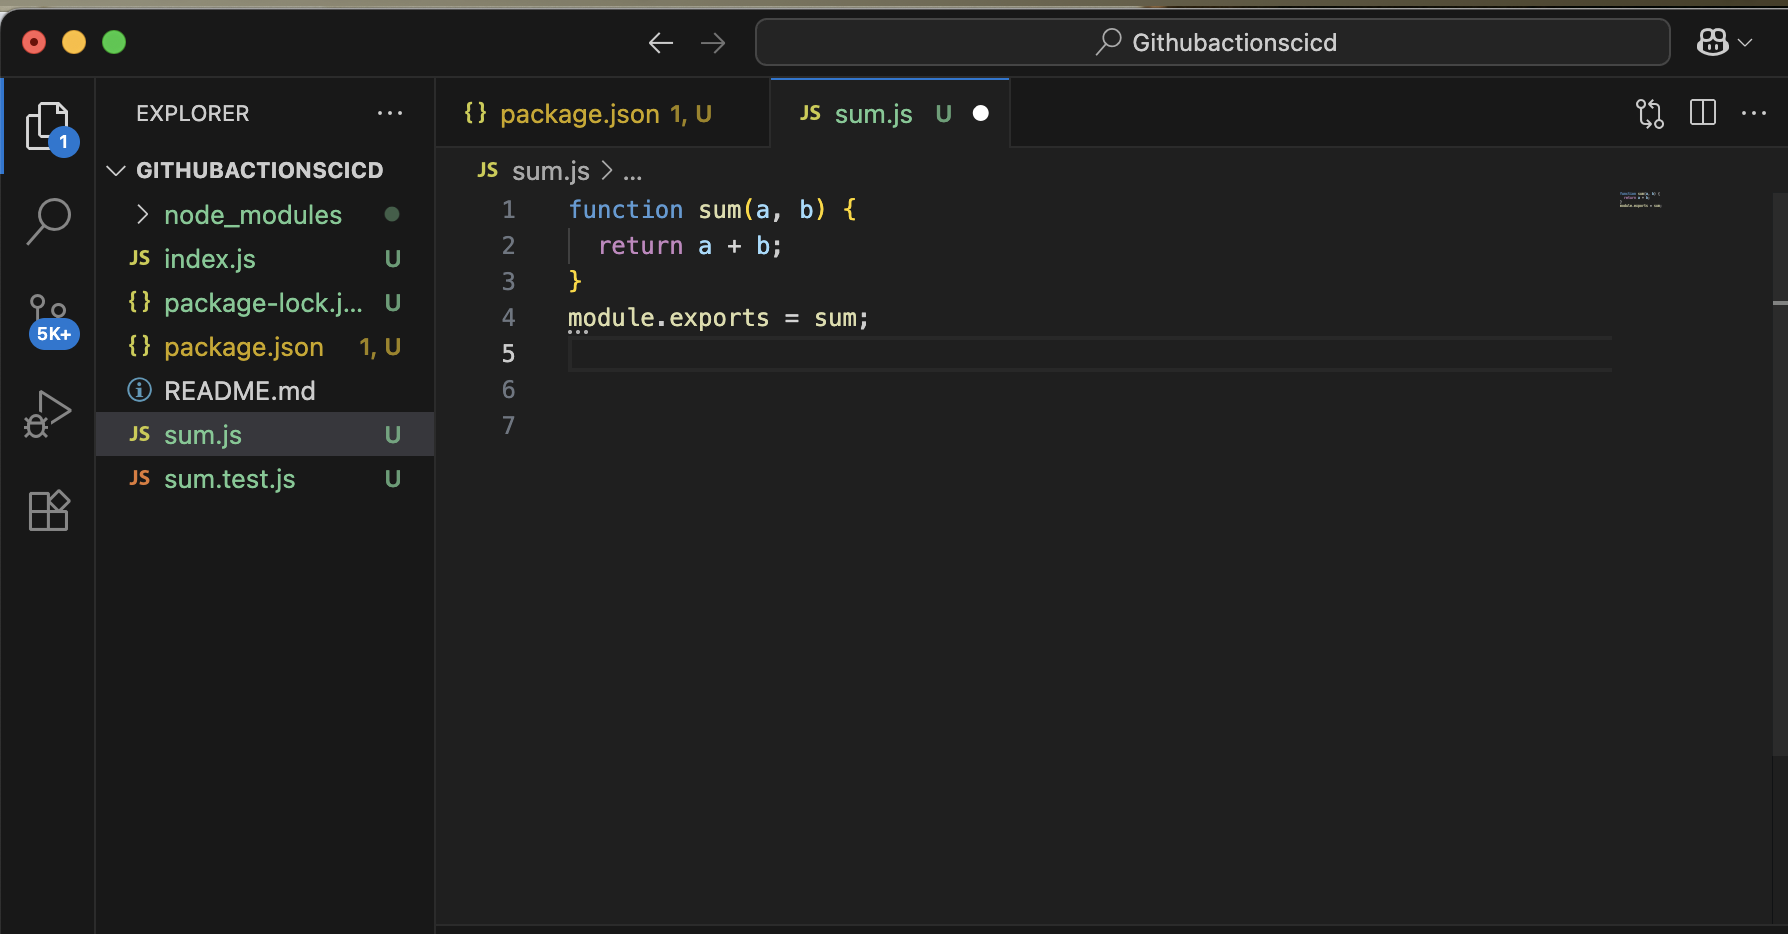 Githubactionscicd
EXPLORER ...
1
GITHUBACTIONSCICD
node_modules
JS index.js U
{} package-lock.j... U
{} package.json 1, U
README.md
JS sum.js U
JS sum.test.js U
5K+
{} package.json 1, U
JS sum.js U
JS sum.js > ...
1 function sum(a, b) {
2 return a + b;
3 }
4 module.exports = sum;
5
6
7